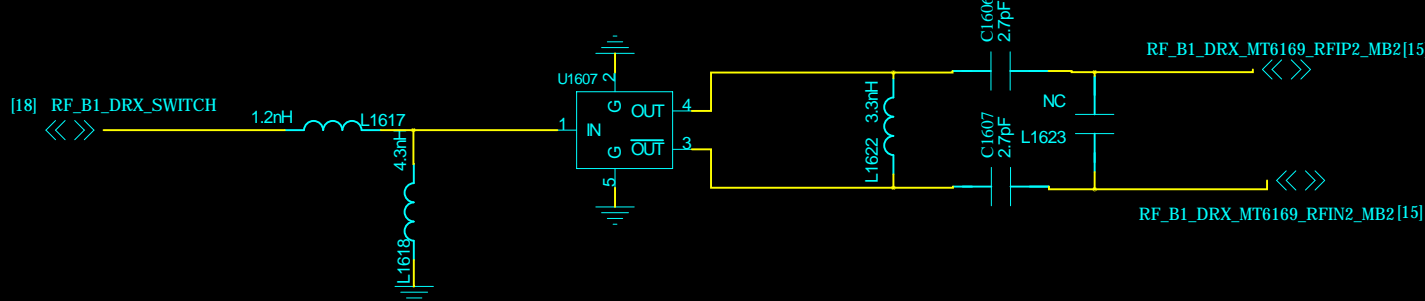 C1606
2.7pF
RF_B1_DRX_MT6169_RFIP2_MB2[15
[18] RF_B1_DRX_SWITCH
1.2nH
L1617
4.3nH
L1618
U1607
2
G
OUT
4
1
IN
G
OUT
3
5
3.3nH
L1622
C1607
2.7pF
NC
L1623
RF_B1_DRX_MT6169_RFIN2_MB2[15]